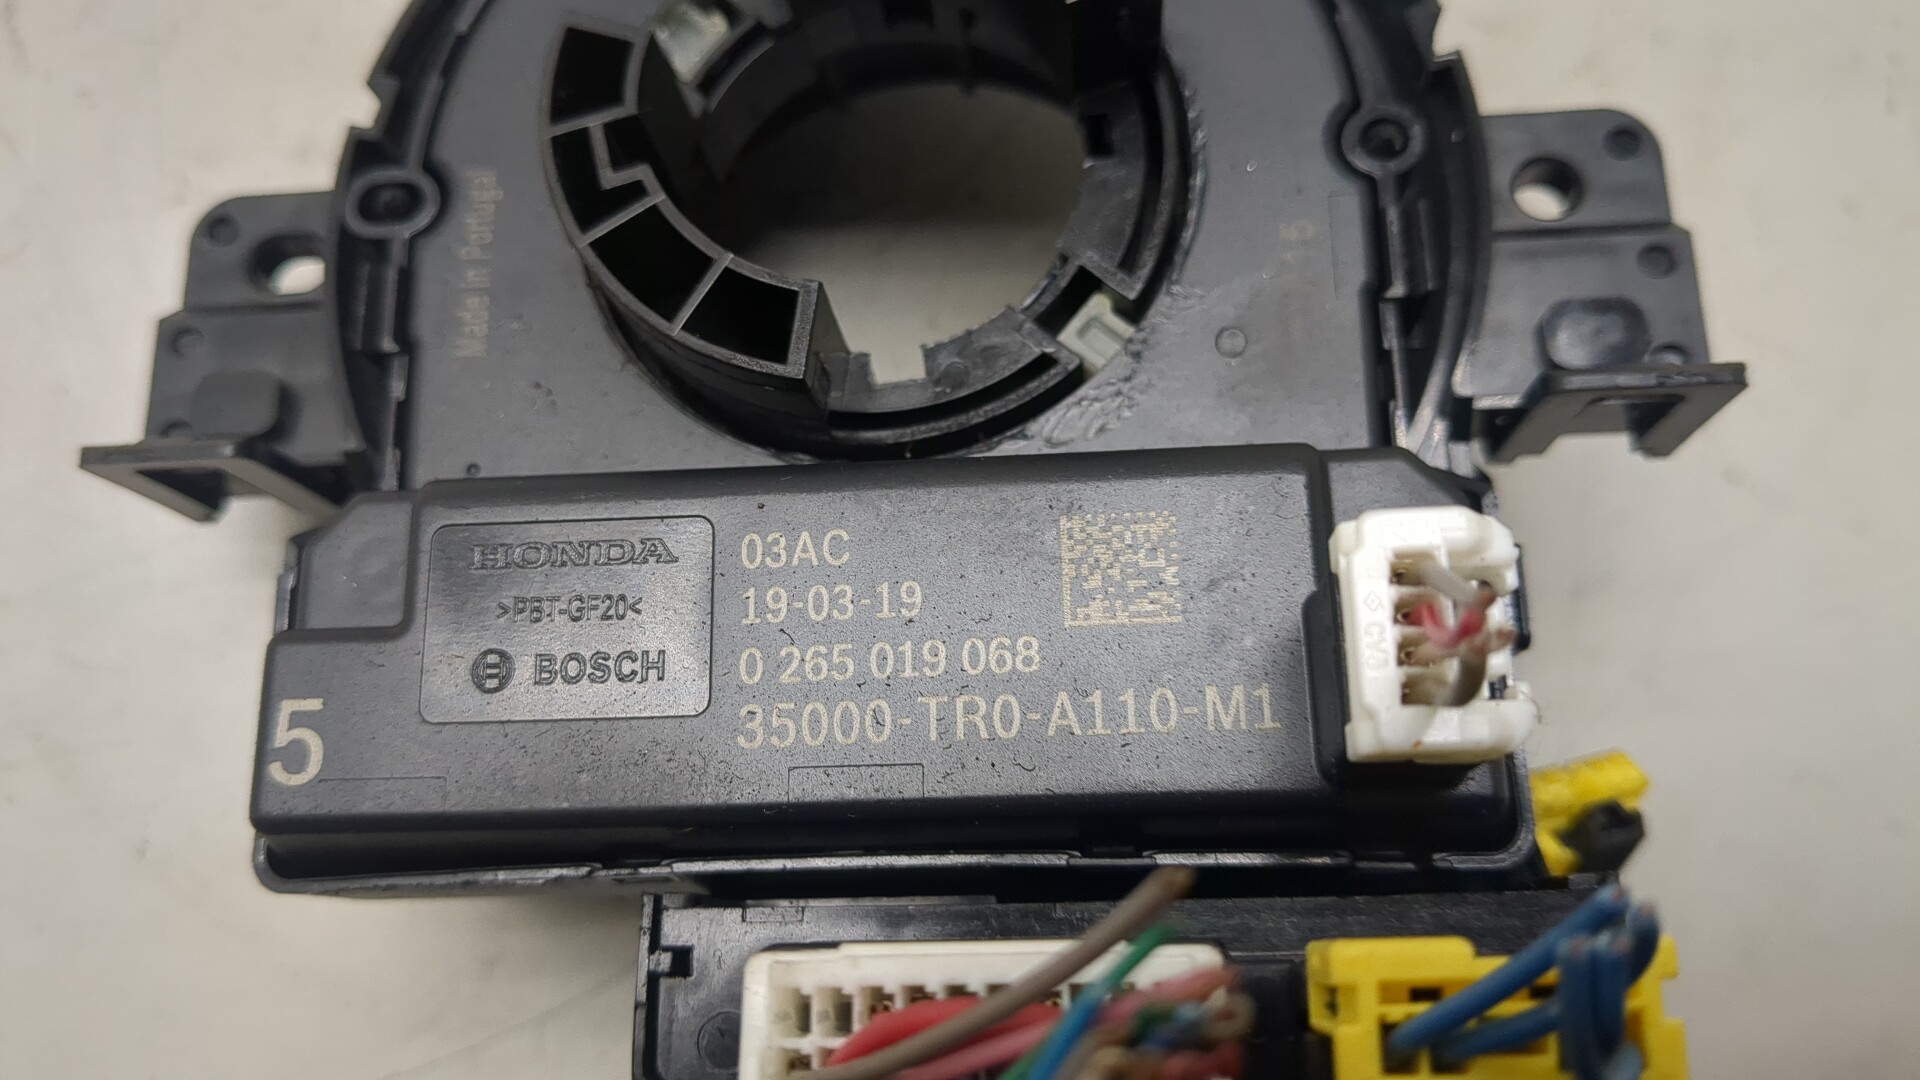 Made in Portugal
15
HONDA
>PBT-GF20<
BOSCH
03AC
19-03-19
0 265 019 068
35000-TR0-A110-M1
5